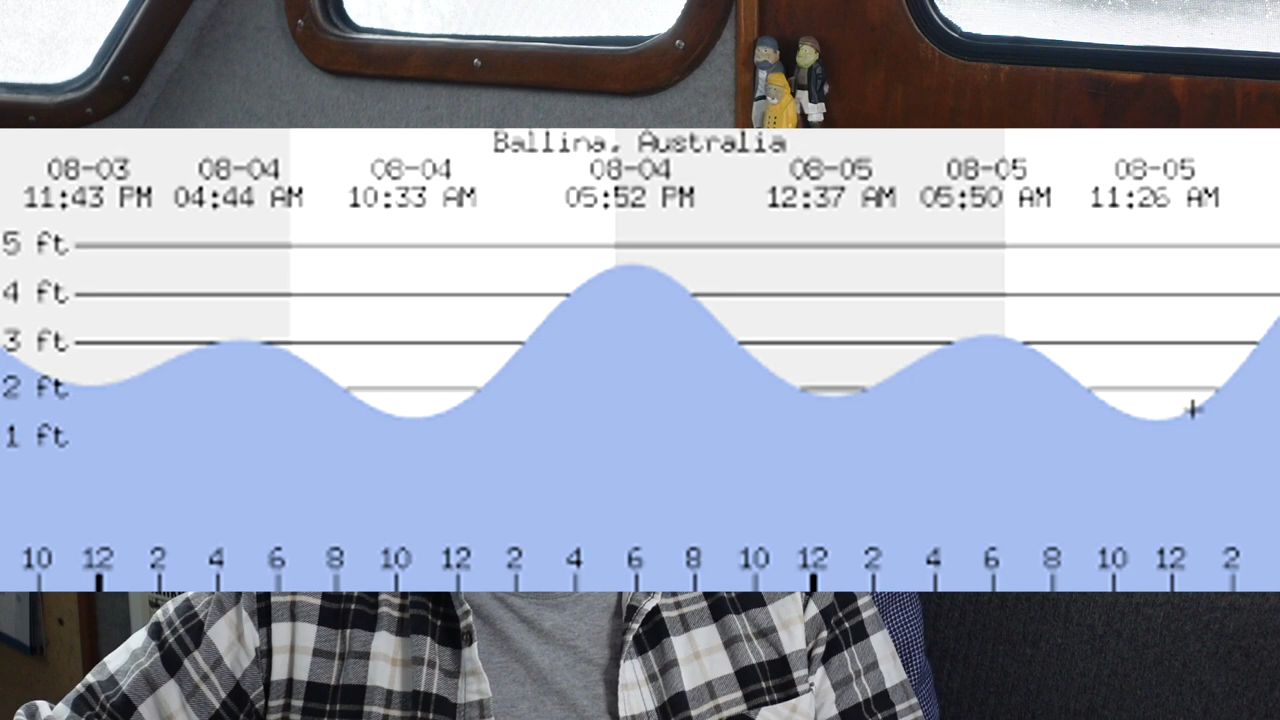 Ballina, Australia
08-03 08-04 08-04 08-04 08-05 08-05 08-05
11:43 PM 04:44 AM 10:33 AM 05:52 PM 12:37 AM 05:50 AM 11:26 AM
5 ft
4 ft
3 ft
2 ft
1 ft
10 12 2 4 6 8 10 12 2 4 6 8 10 12 2 4 6 8 10 12 2